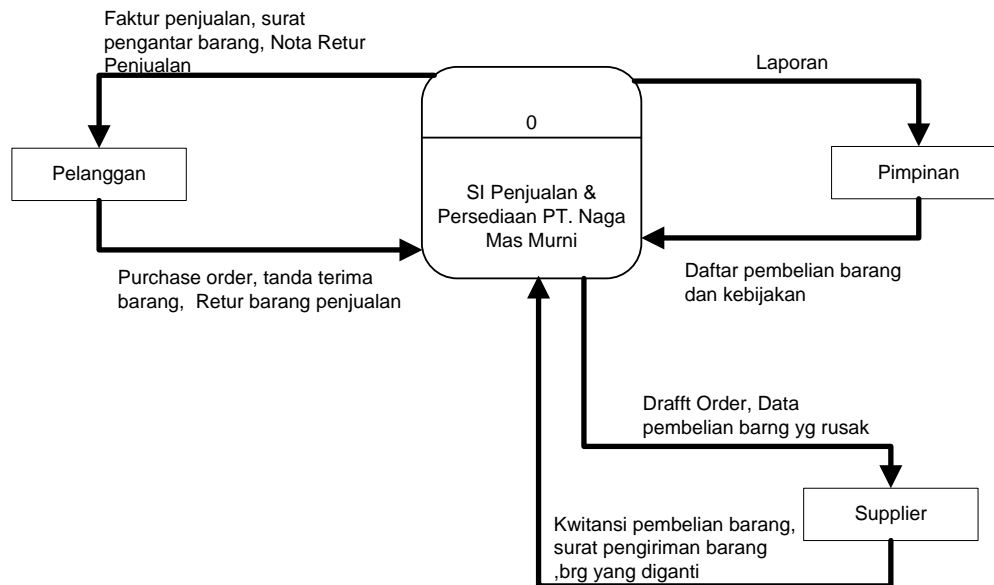 Faktur penjualan, surat
pengantar barang, Nota Retur
Penjualan
Laporan
0
Pelanggan
SI Penjualan &
Persediaan PT. Naga
Mas Murni
Pimpinan
Purchase order, tanda terima
barang,  Retur barang penjualan
Daftar pembelian barang
dan kebijakan
Drafft Order, Data
pembelian barng yg rusak
Supplier
Kwitansi pembelian barang,
surat pengiriman barang
,brg yang diganti